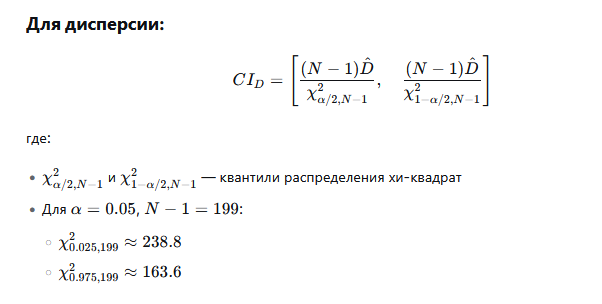 Для дисперсии:
$CI_D = \left[ \frac{(N-1)\hat{D}}{\chi^2_{\alpha/2, N-1}}, \quad \frac{(N-1)\hat{D}}{\chi^2_{1-\alpha/2, N-1}} \right]$
где:
• $\chi^2_{\alpha/2, N-1}$ и $\chi^2_{1-\alpha/2, N-1}$ — квантили распределения хи-квадрат
• Для $\alpha = 0.05$, $N - 1 = 199$:
◦ $\chi^2_{0.025, 199} \approx 238.8$
◦ $\chi^2_{0.975, 199} \approx 163.6$